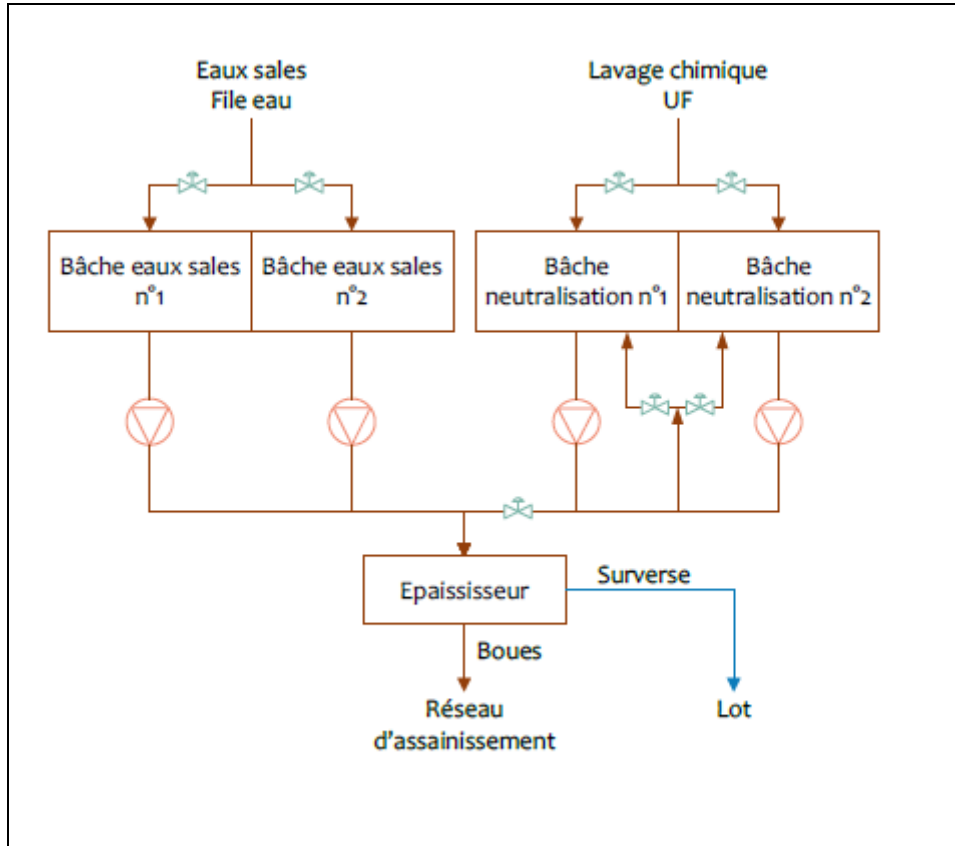 Eaux sales
File eau
Lavage chimique
UF
Bâche eaux sales
n°1
Bâche eaux sales
n°2
Bâche
neutralisation n°1
Bâche
neutralisation n°2
Epaississeur
Surverse
Boues
Réseau
d'assainissement
Lot